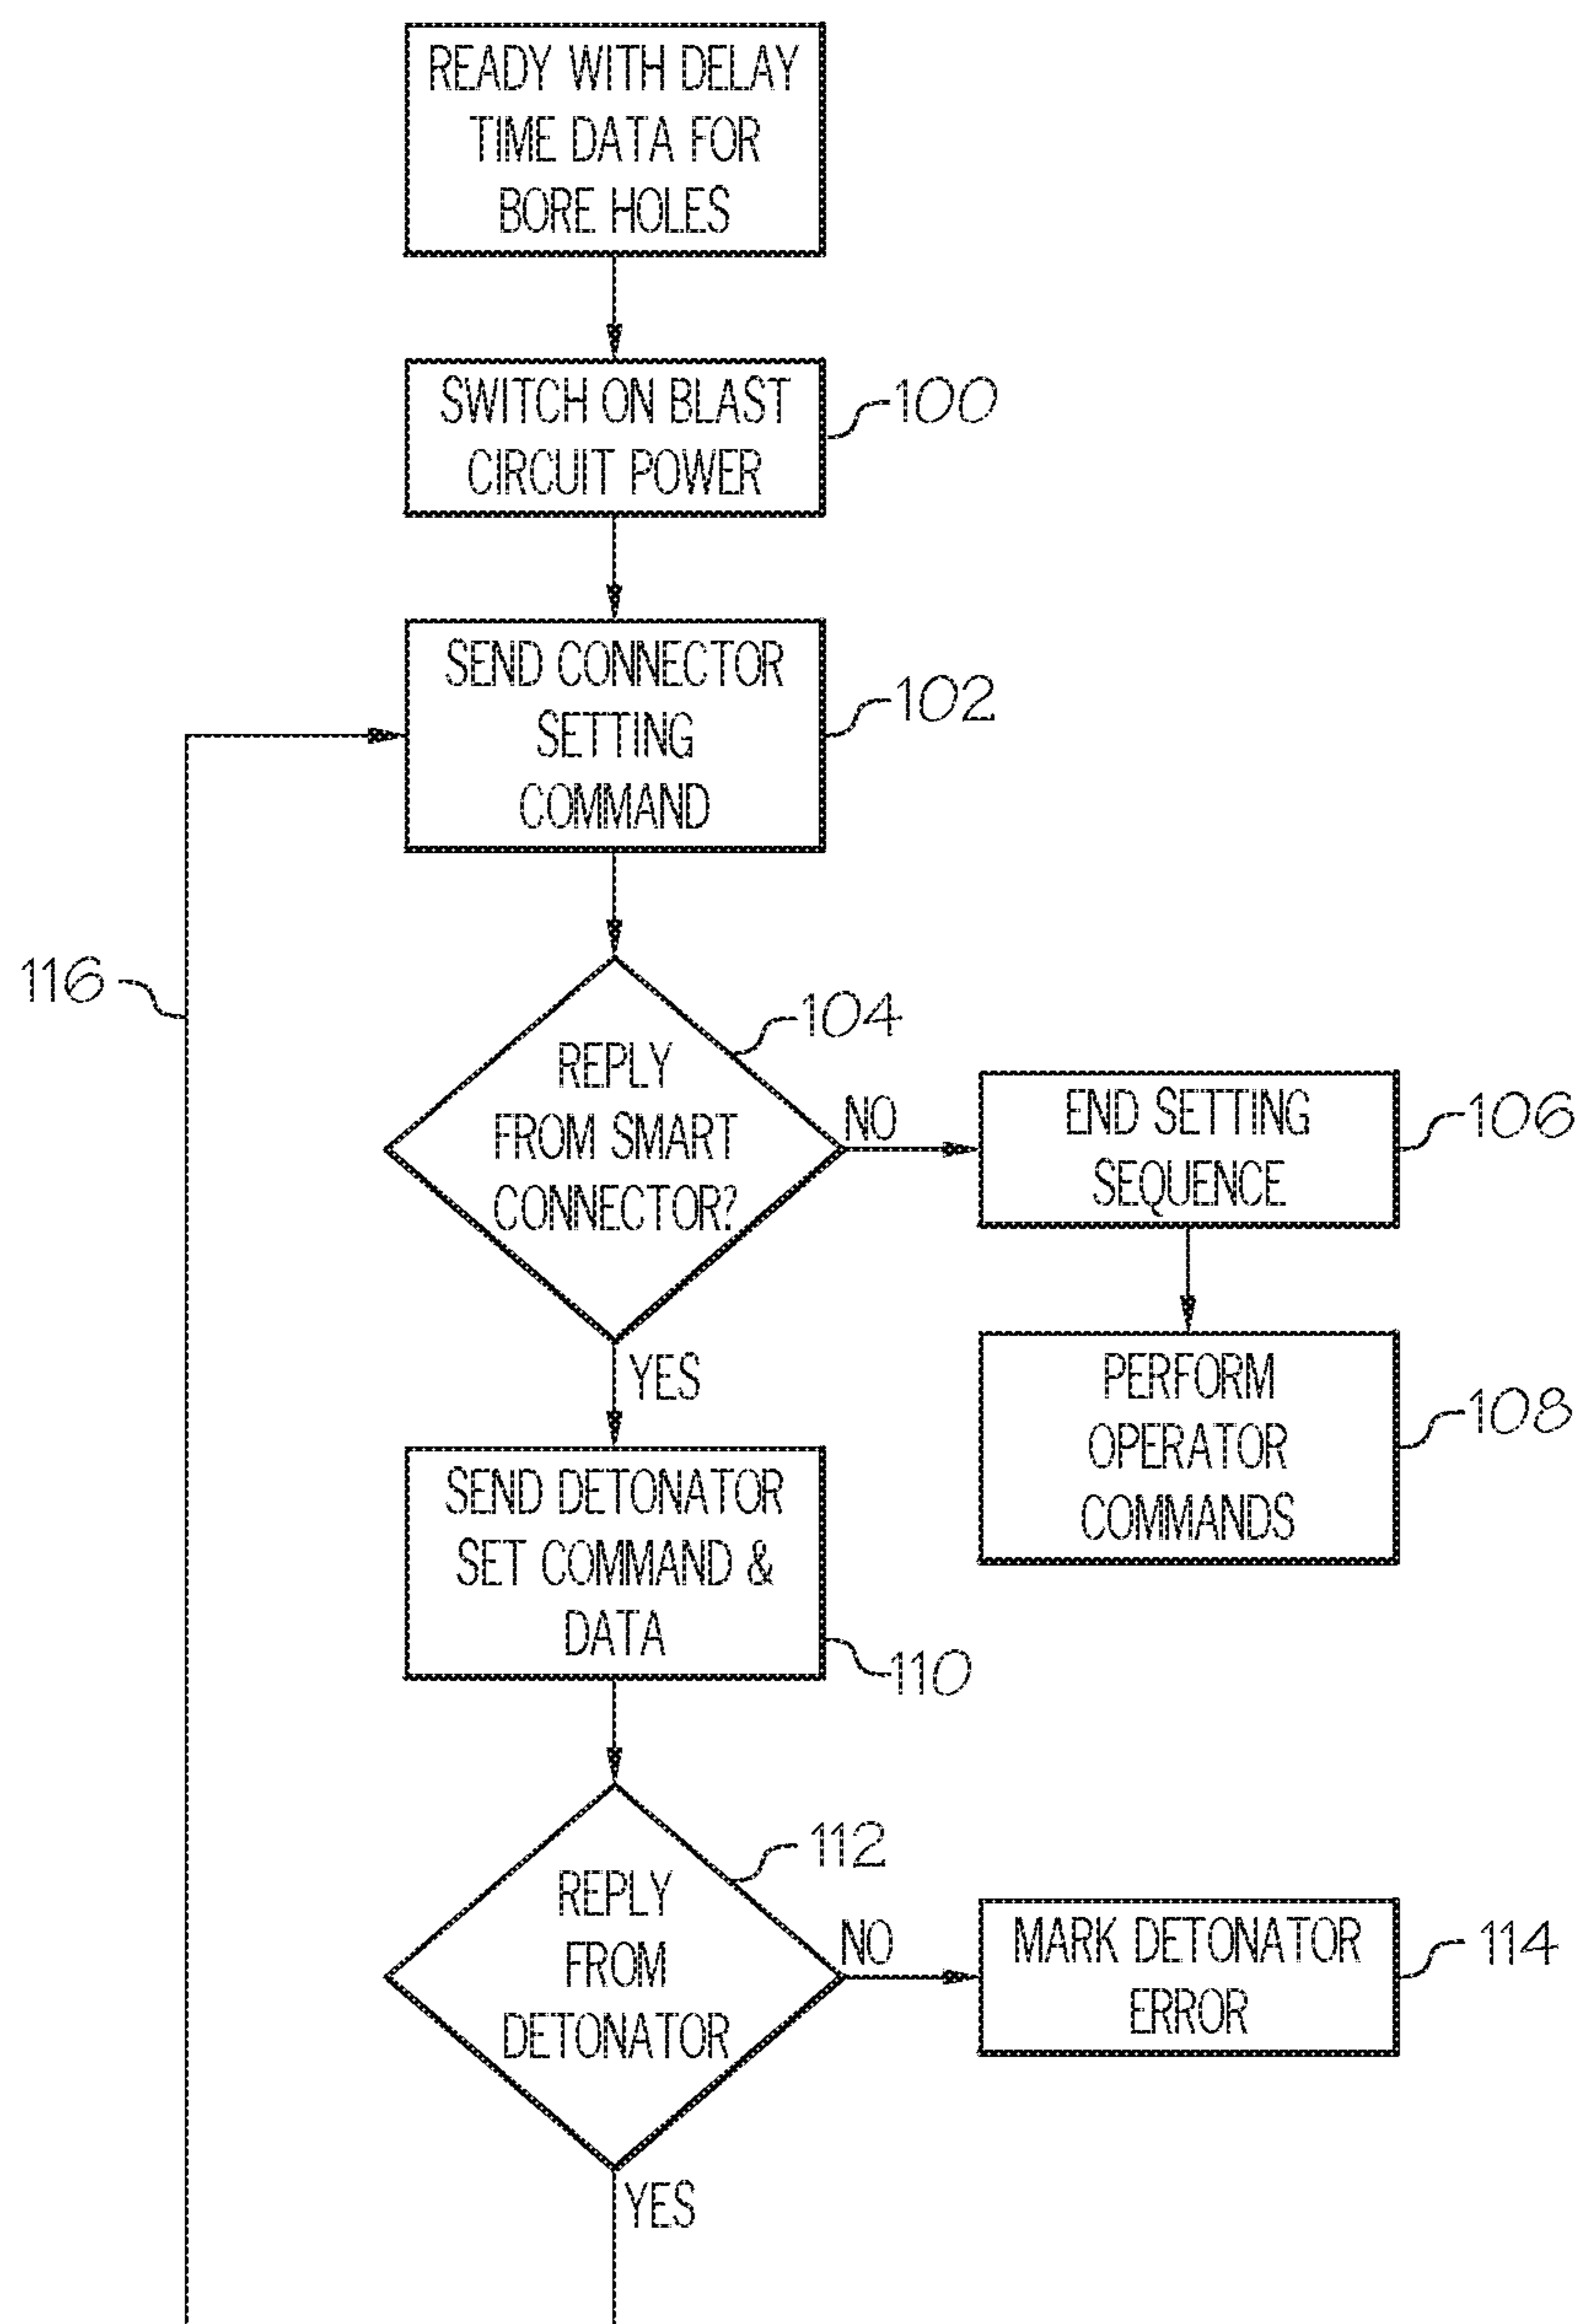 READY WITH DELAY
TIME DATA FOR
BORE HOLES
SWITCH ON BLAST
CIRCUIT POWER
100
SEND CONNECTOR
SETTING
COMMAND
102
116
104
REPLY
FROM SMART
CONNECTOR?
NO
END SETTING
SEQUENCE
106
YES
PERFORM
OPERATOR
COMMANDS
108
SEND DETONATOR
SET COMMAND &
DATA
110
112
REPLY
FROM
DETONATOR
NO
MARK DETONATOR
ERROR
114
YES